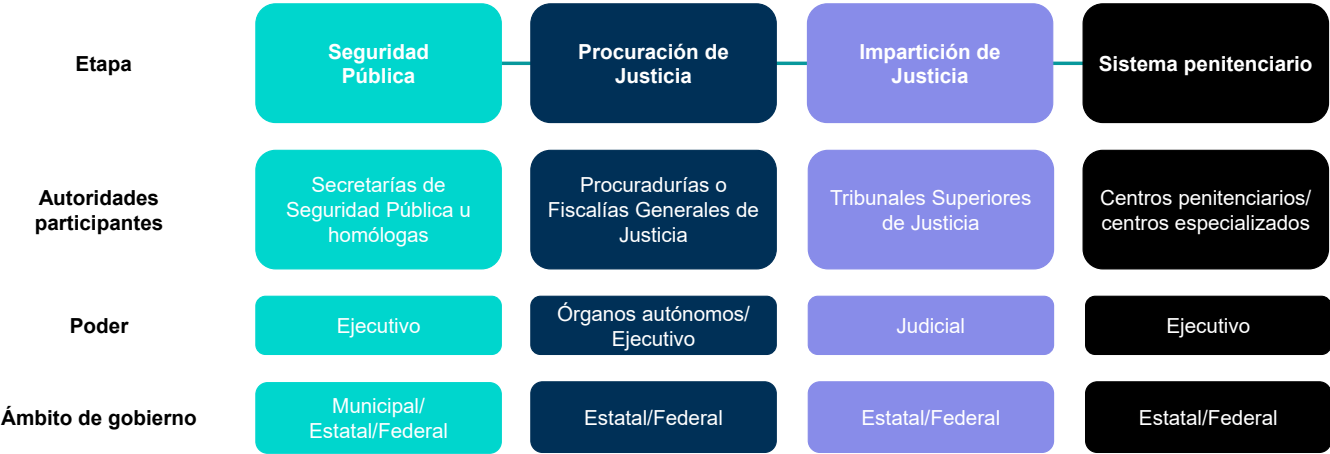 Etapa
Seguridad
Pública
Procuración de
Justicia
Impartición de
Justicia
Sistema penitenciario
Autoridades
participantes
Secretarías de
Seguridad Pública u
homólogas
Procuradurías o
Fiscalías Generales de
Justicia
Tribunales Superiores
de Justicia
Centros penitenciarios/
centros especializados
Poder
Ejecutivo
Órganos autónomos/
Ejecutivo
Judicial
Ejecutivo
Ámbito de gobierno
Municipal/
Estatal/Federal
Estatal/Federal
Estatal/Federal
Estatal/Federal